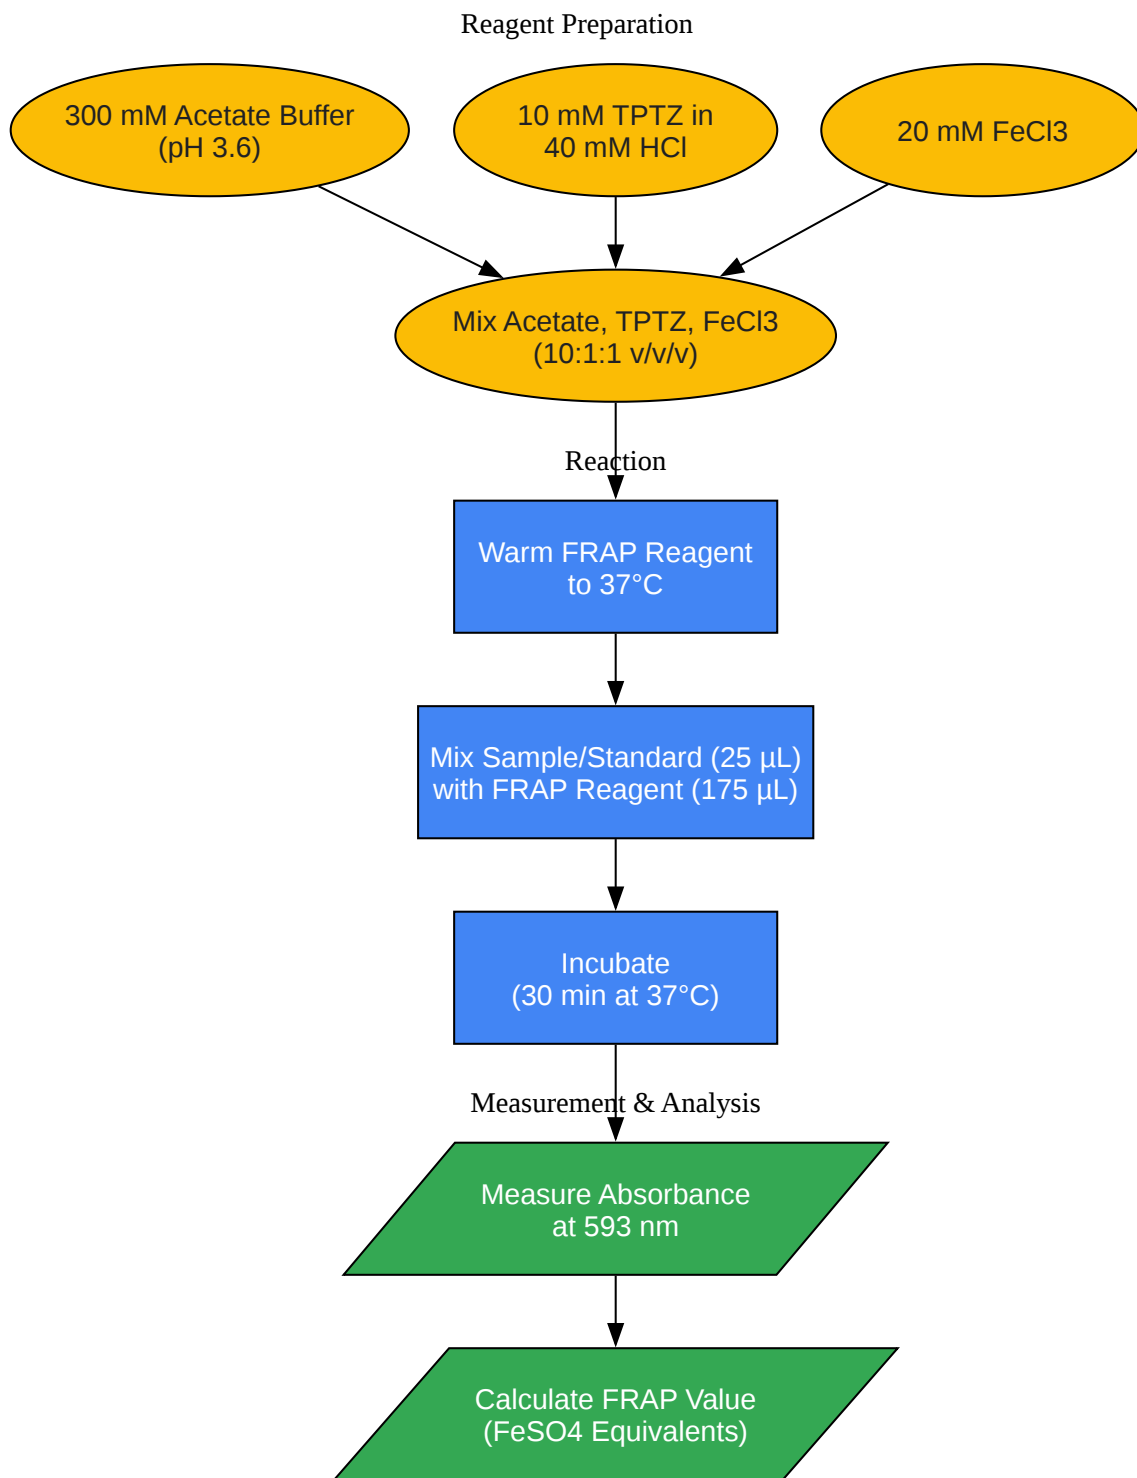 Reagent Preparation
300 mM Acetate Buffer
(pH 3.6)
10 mM TPTZ in
40 mM HCl
20 mM FeCl3
Mix Acetate, TPTZ, FeCl3
(10:1:1 v/v/v)
Reaction
Warm FRAP Reagent
to 37°C
Mix Sample/Standard (25 µL)
with FRAP Reagent (175 µL)
Incubate
(30 min at 37°C)
Measurement & Analysis
Measure Absorbance
at 593 nm
Calculate FRAP Value
(FeSO4 Equivalents)